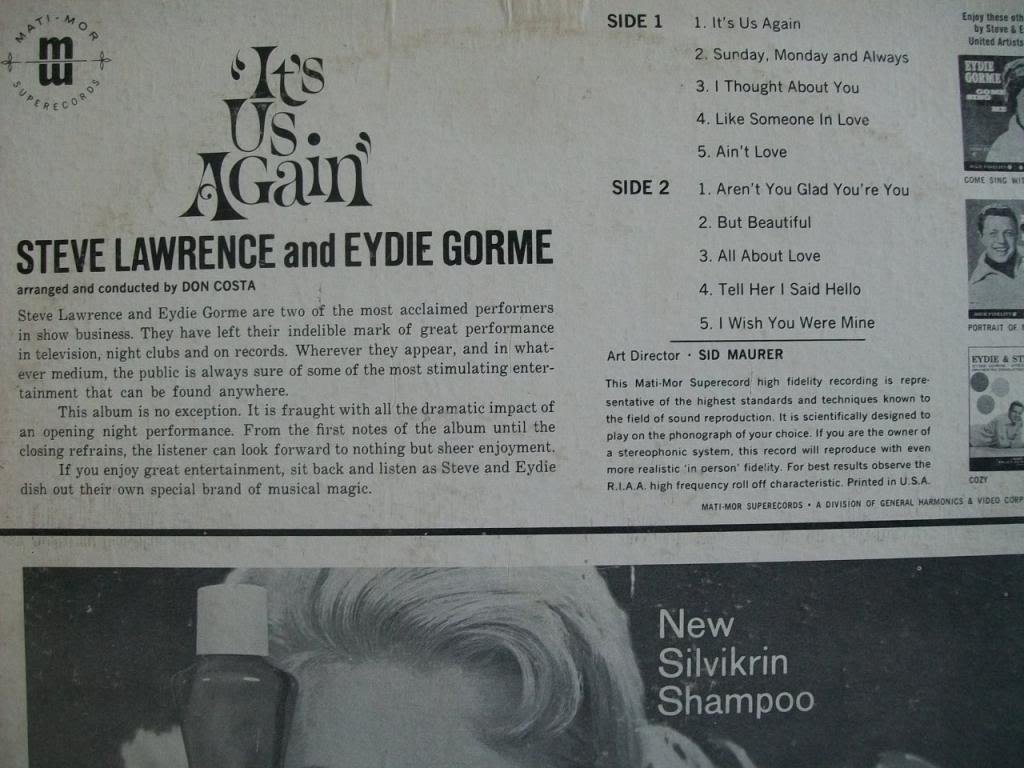 MATI-MOR
SUPERECORDS
It's
Us
Again
STEVE LAWRENCE and EYDIE GORME
arranged and conducted by DON COSTA
Steve Lawrence and Eydie Gorme are two of the most acclaimed performers
in show business. They have left their indelible mark of great performance
in television, night clubs and on records. Wherever they appear, and in what-
ever medium, the public is always sure of some of the most stimulating enter-
tainment that can be found anywhere.
This album is no exception. It is fraught with all the dramatic impact of
an opening night performance. From the first notes of the album until the
closing refrains, the listener can look forward to nothing but sheer enjoyment.
If you enjoy great entertainment, sit back and listen as Steve and Eydie
dish out their own special brand of musical magic.
SIDE 1
1. It's Us Again
2. Sunday, Monday and Always
3. I Thought About You
4. Like Someone In Love
5. Ain't Love
SIDE 2
1. Aren't You Glad You're You
2. But Beautiful
3. All About Love
4. Tell Her I Said Hello
5. I Wish You Were Mine
Art Director · SID MAURER
This Mati-Mor Superecord high fidelity recording is repre-
sentative of the highest standards and techniques known to
the field of sound reproduction. It is scientifically designed to
play on the phonograph of your choice. If you are the owner of
a stereophonic system, this record will reproduce with even
more realistic 'in person' fidelity. For best results observe the
R.I.A.A. high frequency roll off characteristic. Printed in U.S.A.
MATI-MOR SUPERECORDS • A DIVISION OF GENERAL HARMONICS & VIDEO CORP
Enjoy these
by Steve &
United Artists
EYDIE
GORME
COME
SING
ME
COME SING
PORTRAIT OF
EYDIE &
COZY
New
Silvikrin
Shampoo